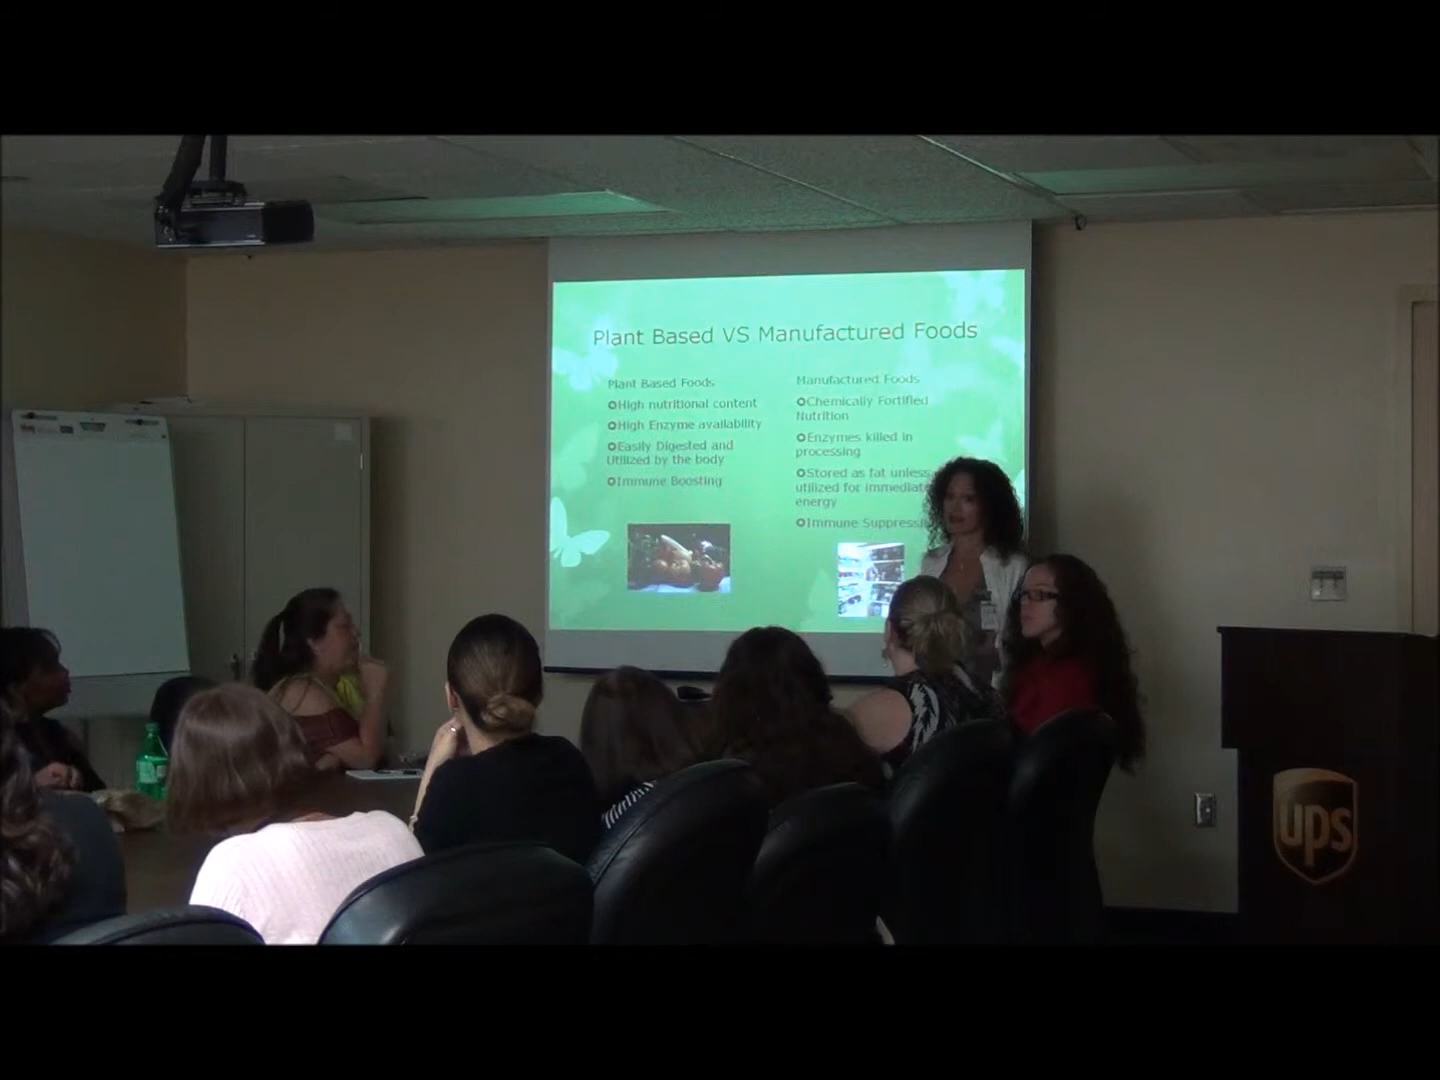 Plant Based VS Manufactured Foods
Plant Based Foods
High nutritional content
High Enzyme availability
Easily Digested and
Utilized by the body
Immune Boosting
Manufactured Foods
Chemically Fortified
Nutrition
Enzymes killed in
processing
Stored as fat unless
utilized for immediate
energy
Immune
ups